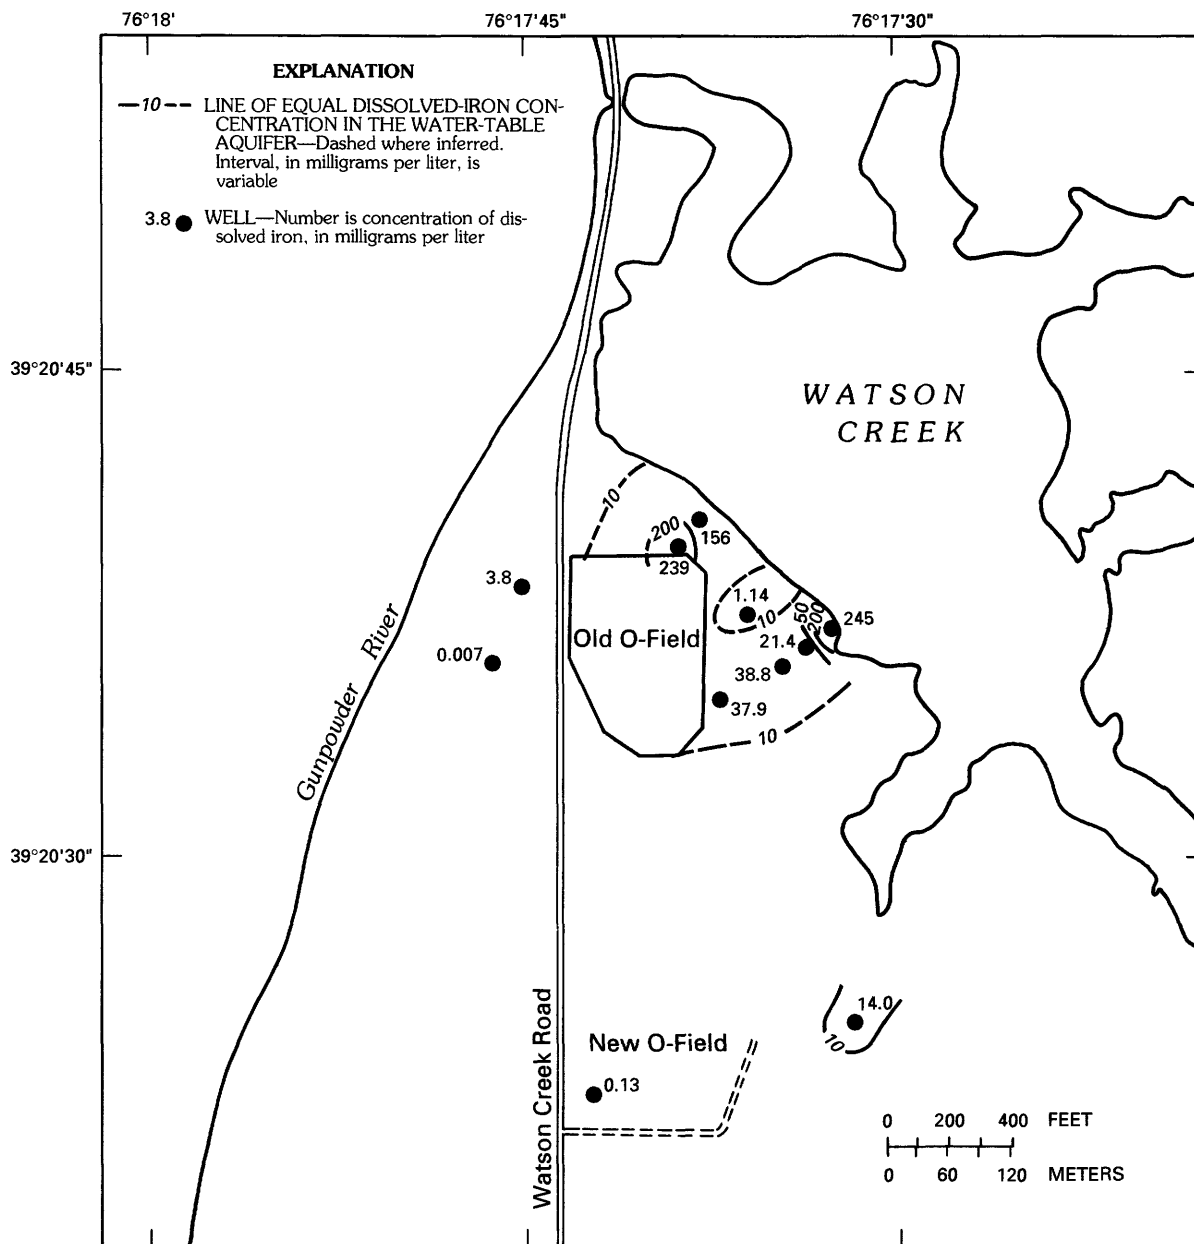 76°18' 76°17'45" 76°17'30"
EXPLANATION
—10–– LINE OF EQUAL DISSOLVED-IRON CON-
CENTRATION IN THE WATER-TABLE
AQUIFER—Dashed where inferred.
Interval, in milligrams per liter, is
variable
3.8 WELL—Number is concentration of dis-
solved iron, in milligrams per liter
39°20'45"
WATSON
CREEK
10
200
156
239
3.8
1.14
10
50
200
245
Old O-Field
21.4
0.007
38.8
37.9
10
Gunpowder River
39°20'30"
14.0
10
New O-Field
0.13
Watson Creek Road
0 200 400 FEET
0 60 120 METERS